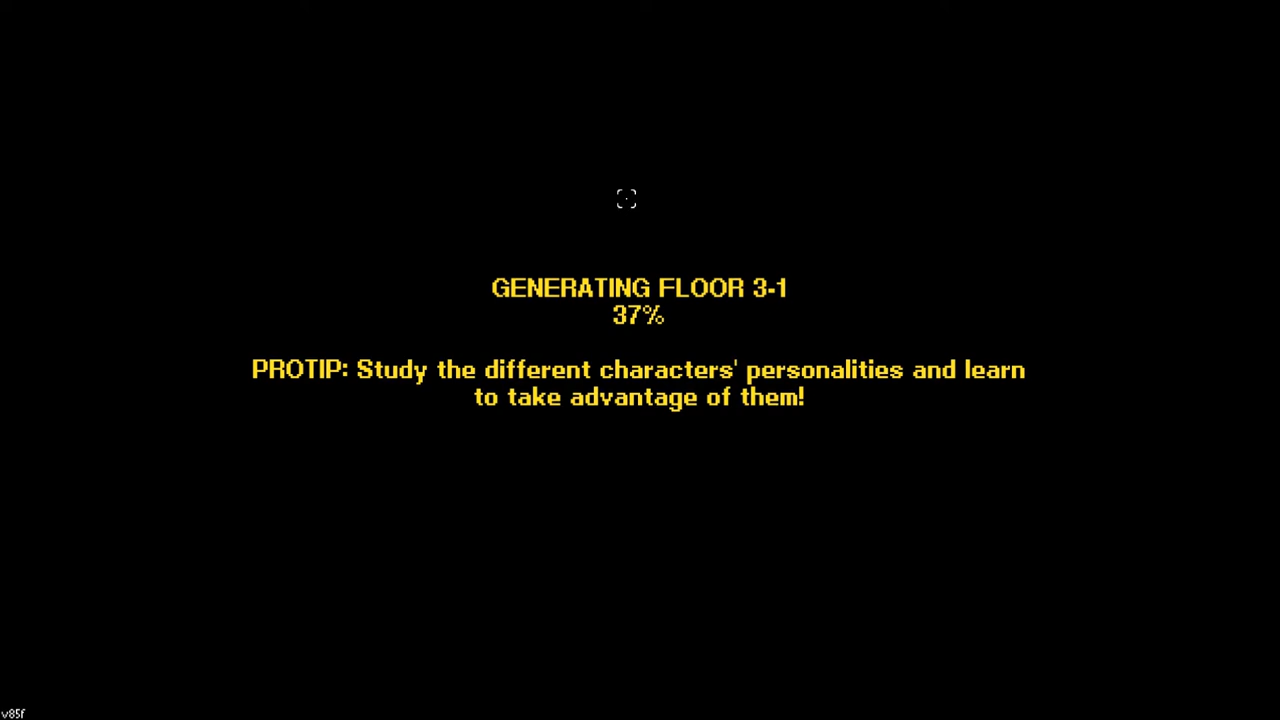 GENERATING FLOOR 3-1
37%
PROTIP: Study the different characters' personalities and learn
to take advantage of them!
v85f